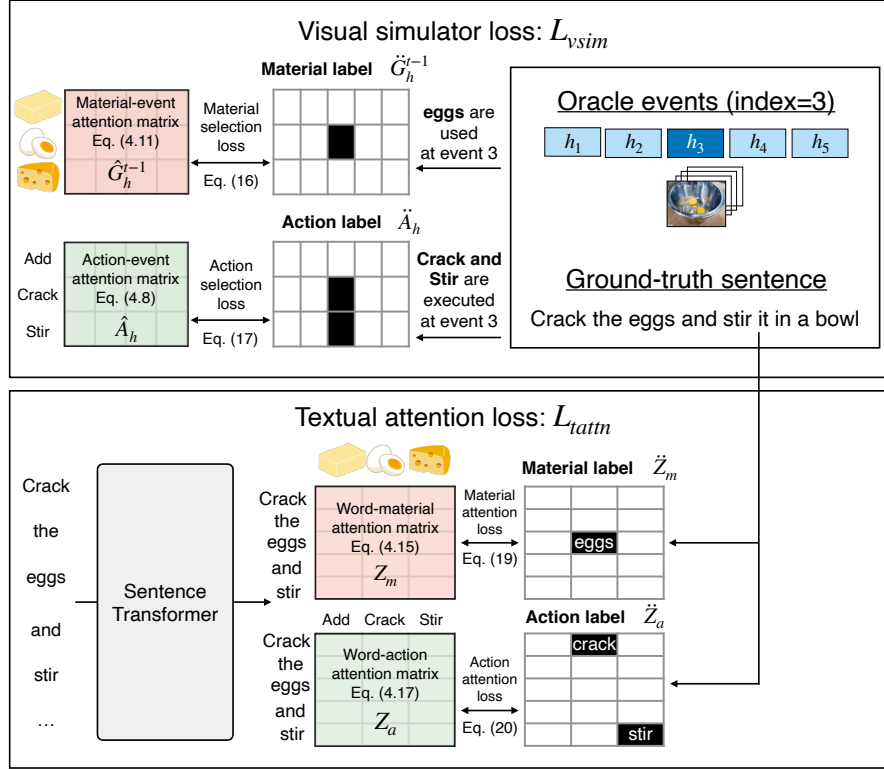 Visual simulator loss: L_vsim
Material label G̈_h^{t−1}
Material-event
attention matrix
Eq. (4.11)
Ĝ_h^{t−1}
Material
selection
loss
Eq. (16)
eggs are
used
at event 3
Action label Ä_h
Add
Crack
Stir
Action-event
attention matrix
Eq. (4.8)
Â_h
Action
selection
loss
Eq. (17)
Crack and
Stir are
executed
at event 3
Oracle events (index=3)
h_1 h_2 h_3 h_4 h_5
Ground-truth sentence
Crack the eggs and stir it in a bowl
Textual attention loss: L_tattn
Crack
the
eggs
and
stir
...
Sentence
Transformer
Crack
the
eggs
and
stir
Word-material
attention matrix
Eq. (4.15)
Z_m
Material
attention
loss
Eq. (19)
Material label Z̈_m
eggs
Add Crack Stir
Crack
the
eggs
and
stir
Word-action
attention matrix
Eq. (4.17)
Z_a
Action
attention
loss
Eq. (20)
Action label Z̈_a
crack
stir